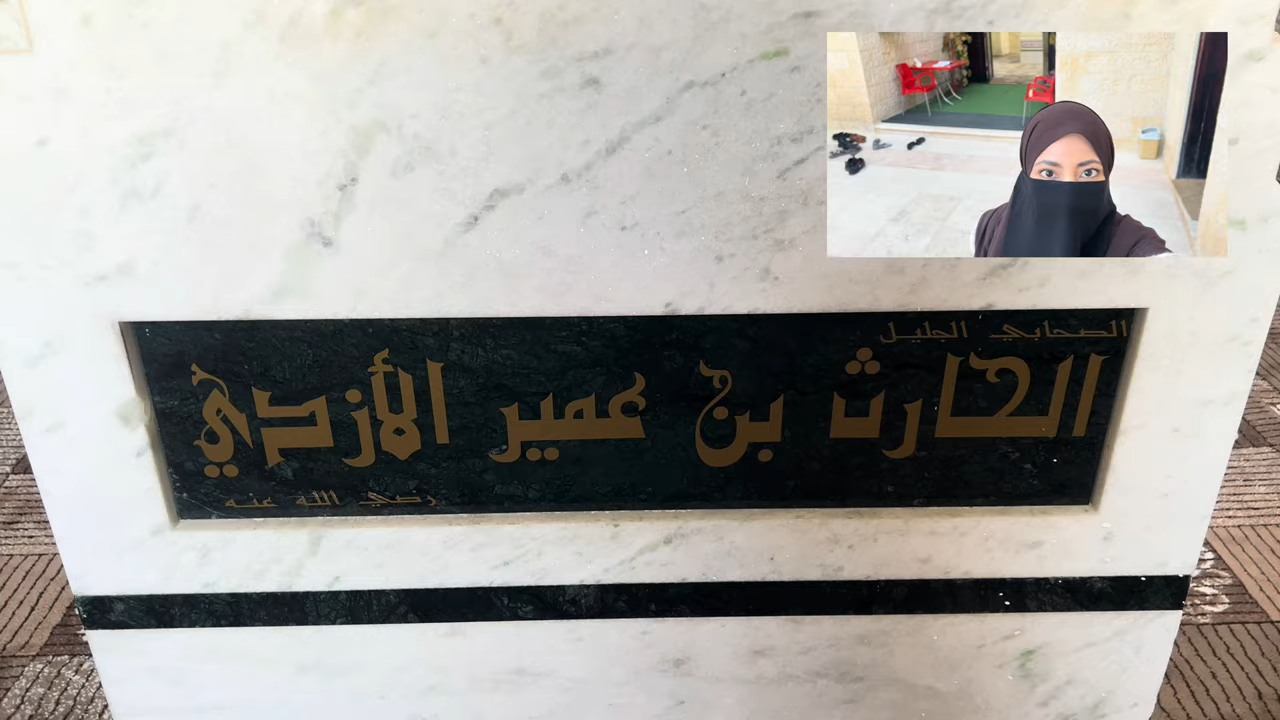 الصحابي الجليل
الحارث بن عمير الأزدي
رضي الله عنه